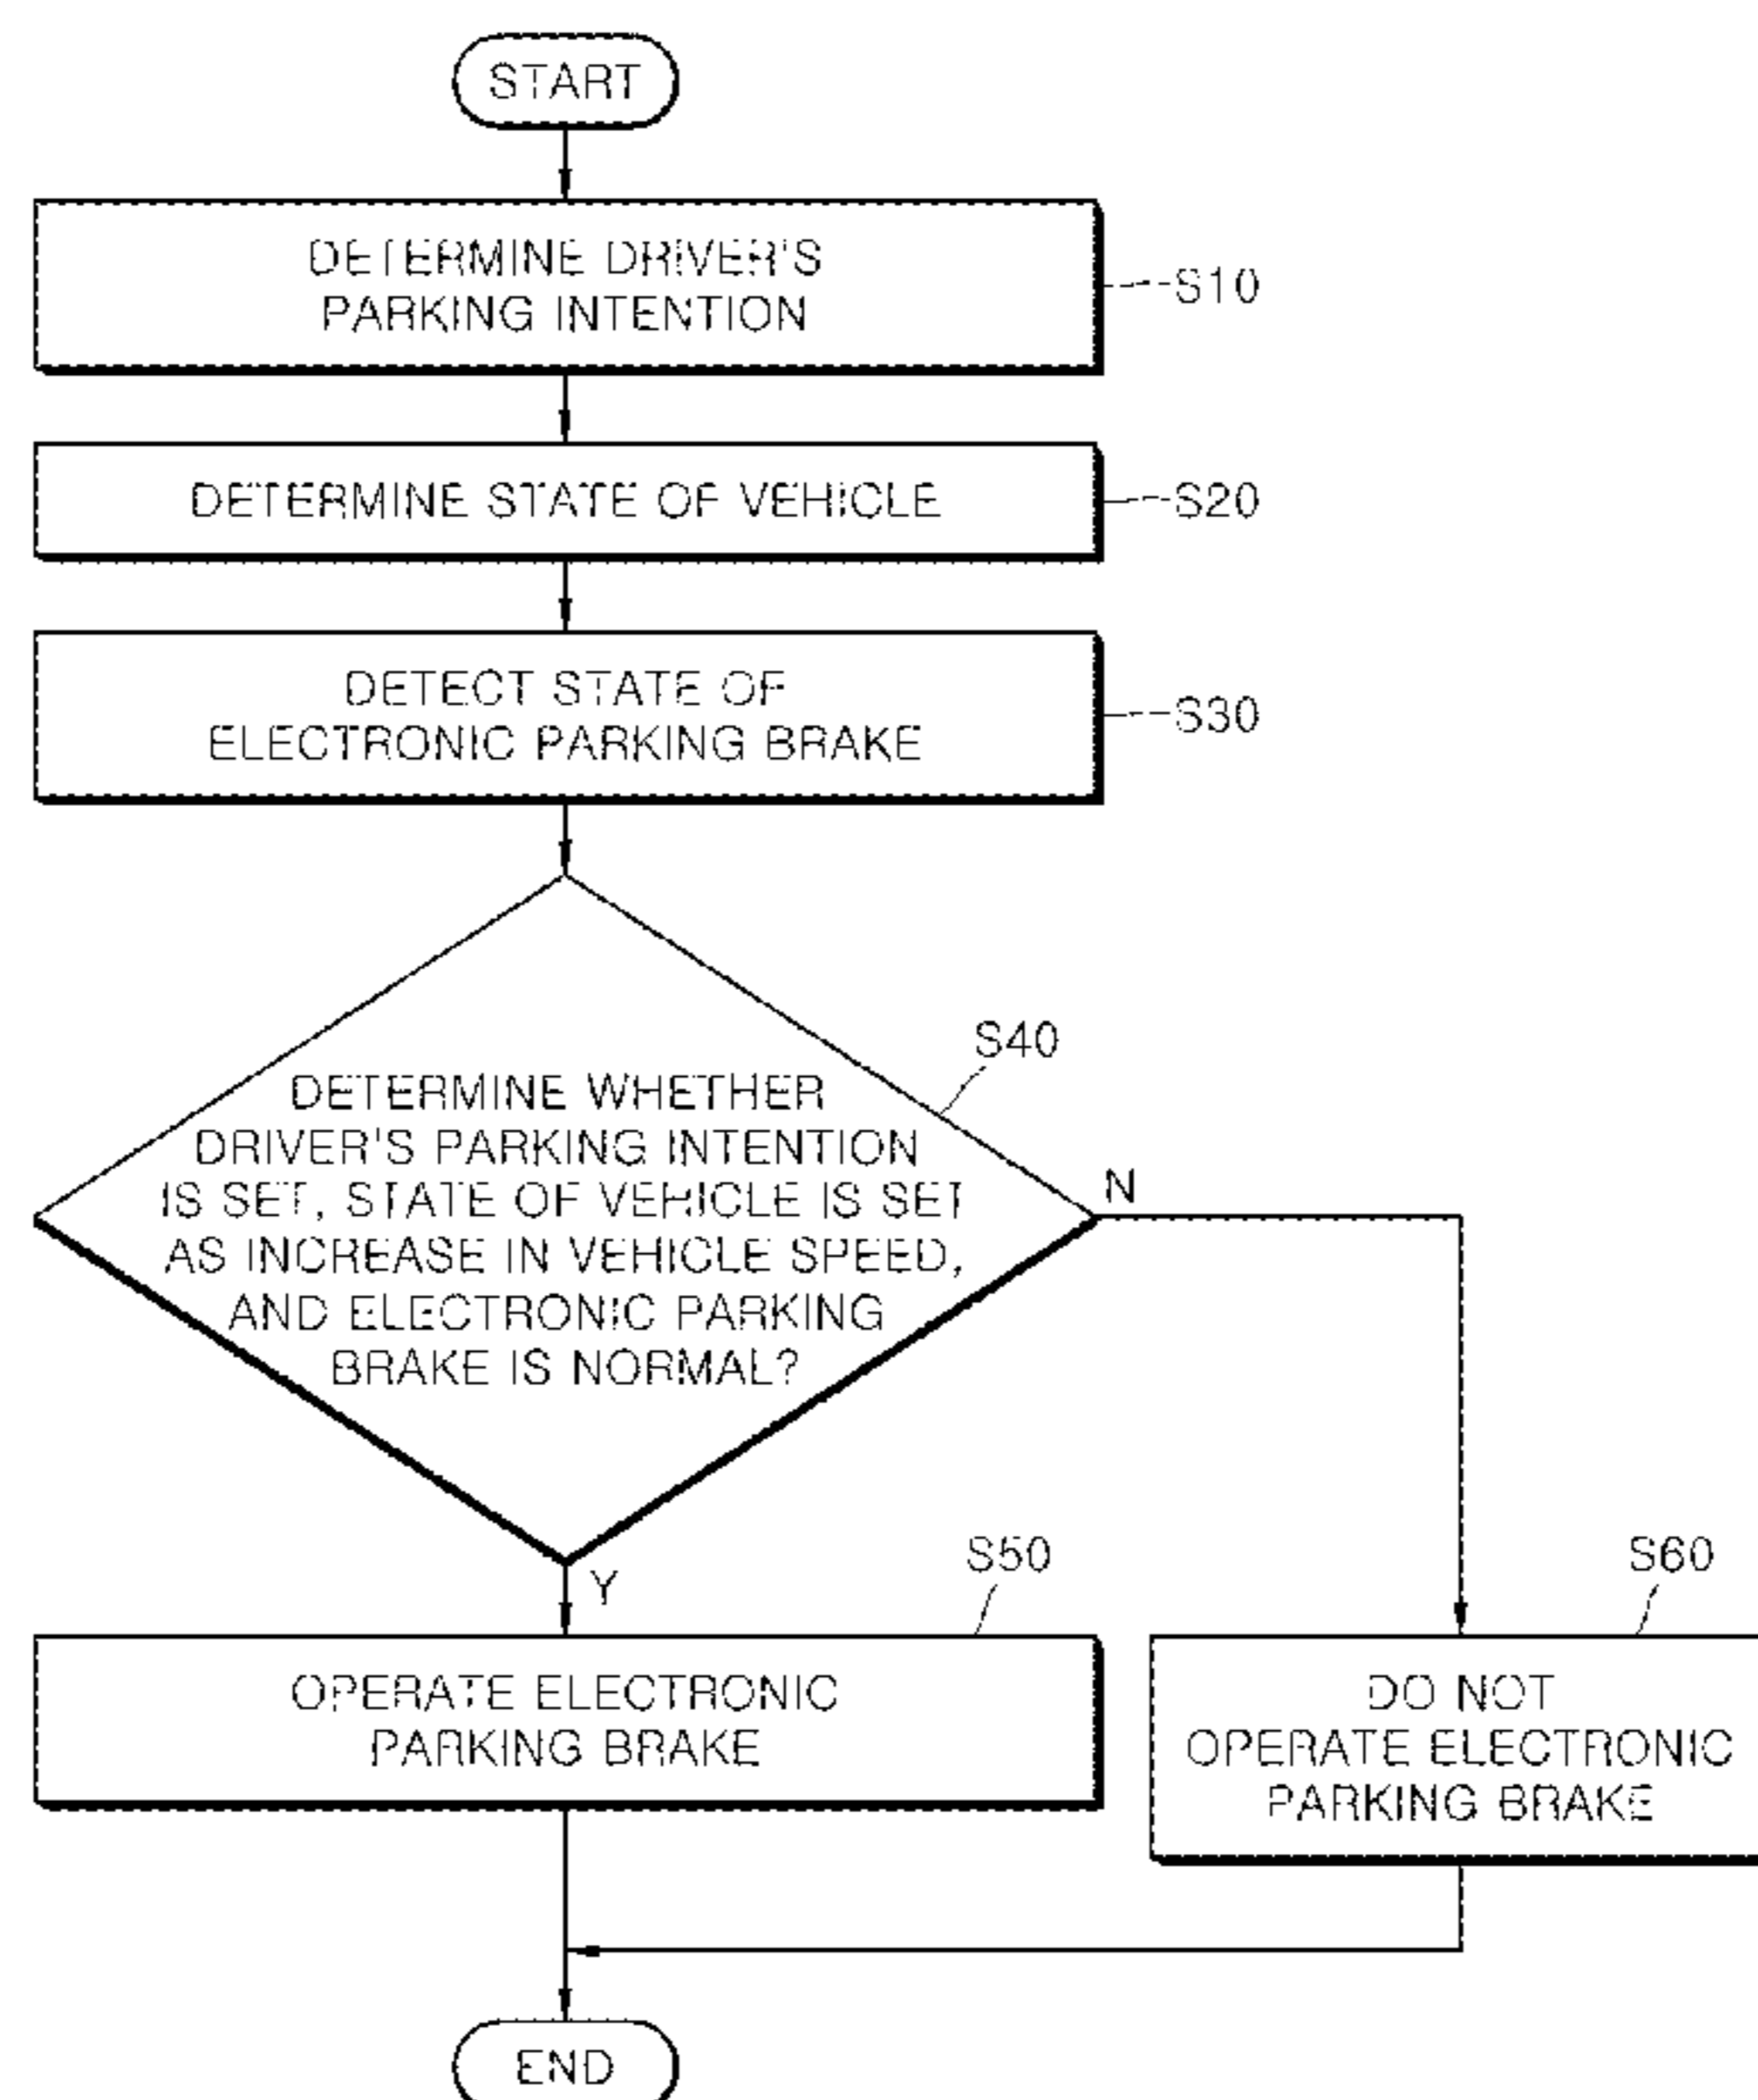 START
DETERMINE DRIVER'S
PARKING INTENTION
S10
DETERMINE STATE OF VEHICLE
S20
DETECT STATE OF
ELECTRONIC PARKING BRAKE
S30
S40
DETERMINE WHETHER
DRIVER'S PARKING INTENTION
IS SET, STATE OF VEHICLE IS SET
AS INCREASE IN VEHICLE SPEED,
AND ELECTRONIC PARKING
BRAKE IS NORMAL?
N
Y
S50
OPERATE ELECTRONIC
PARKING BRAKE
S60
DO NOT
OPERATE ELECTRONIC
PARKING BRAKE
END